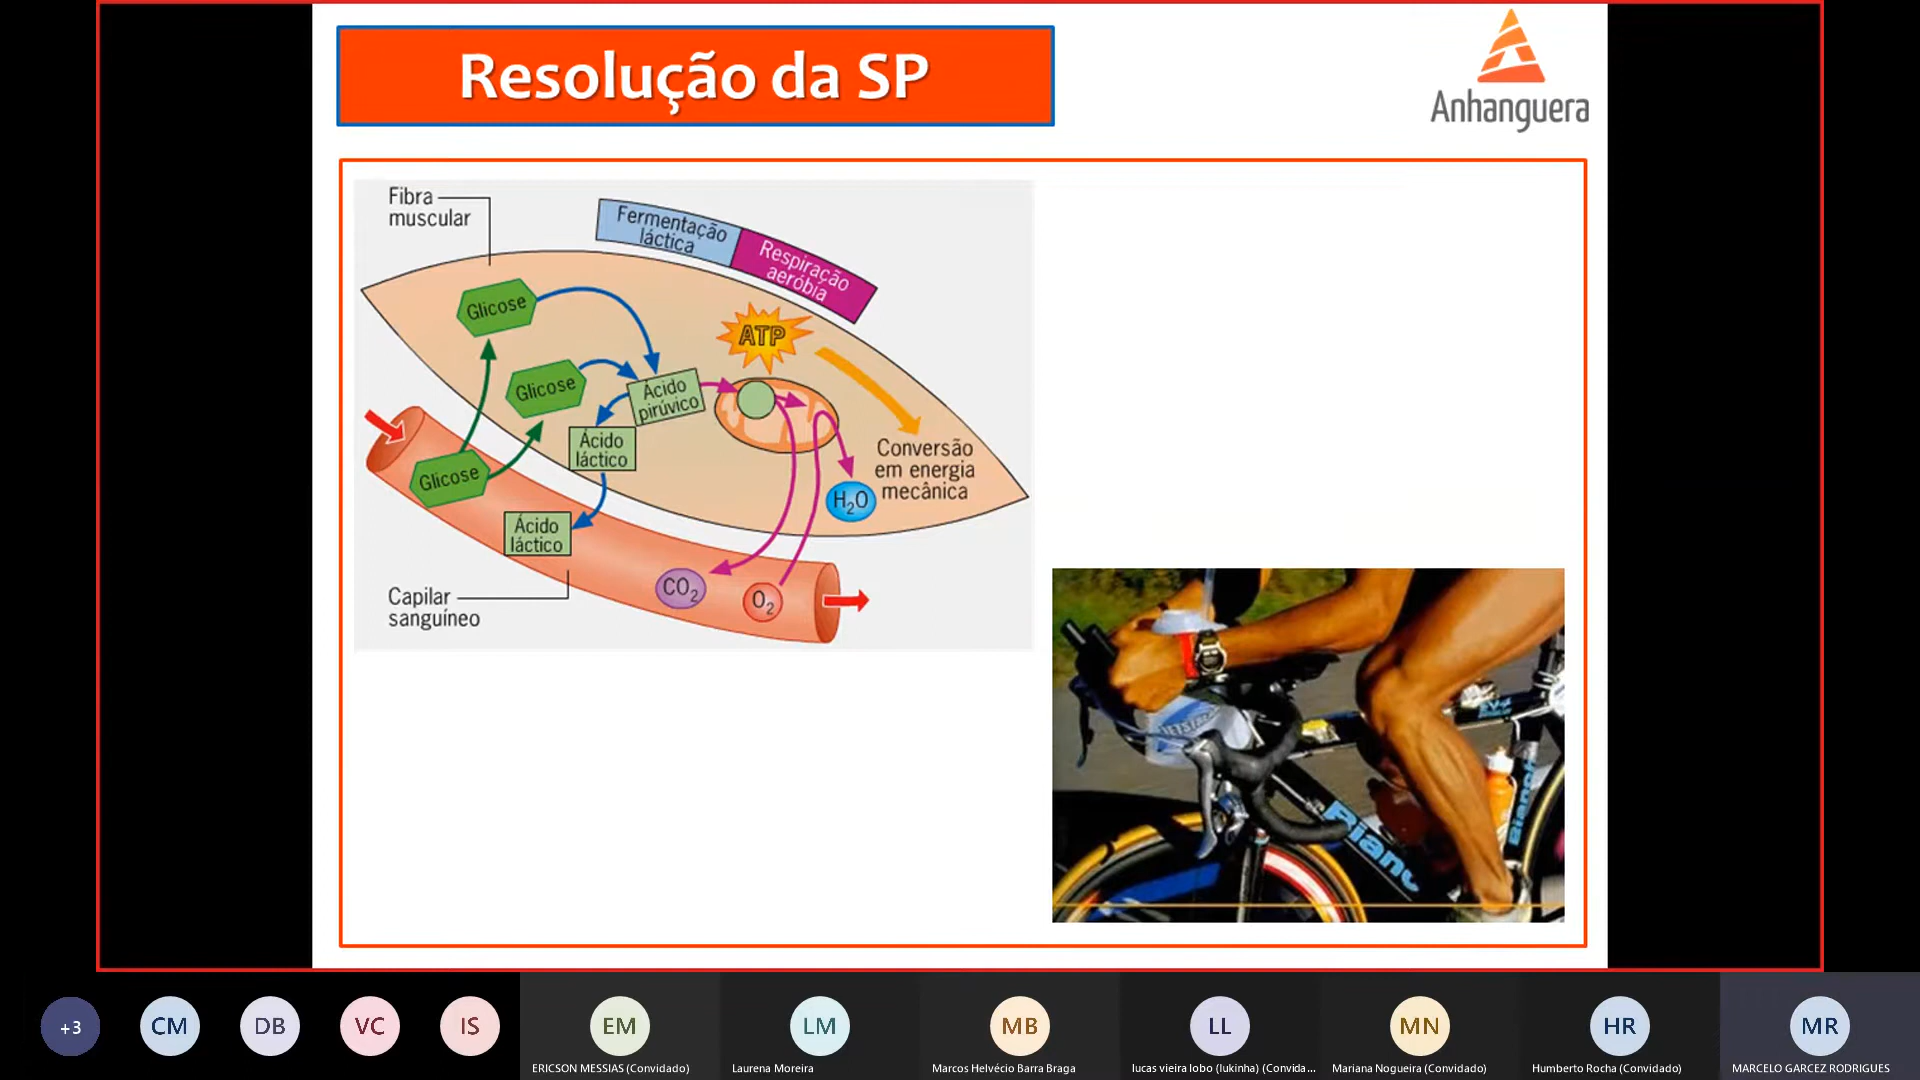 Resolução da SP
Anhanguera
Fibra
muscular
Fermentação
láctica
Respiração
aeróbia
Glicose
ATP
Glicose
Ácido
pirúvico
Ácido
láctico
Glicose
Conversão
em energia
mecânica
H₂O
Ácido
láctico
CO₂
O₂
Capilar
sanguíneo
Bianc
Bianchi
+3
CM
DB
VC
IS
EM
LM
MB
LL
MN
HR
MR
ERICSON MESSIAS (Convidado)
Laurena Moreira
Marcos Helvécio Barra Braga
lucas vieira lobo (lukinha) (Convida...
Mariana Nogueira (Convidado)
Humberto Rocha (Convidado)
MARCELO GARCEZ RODRIGUES